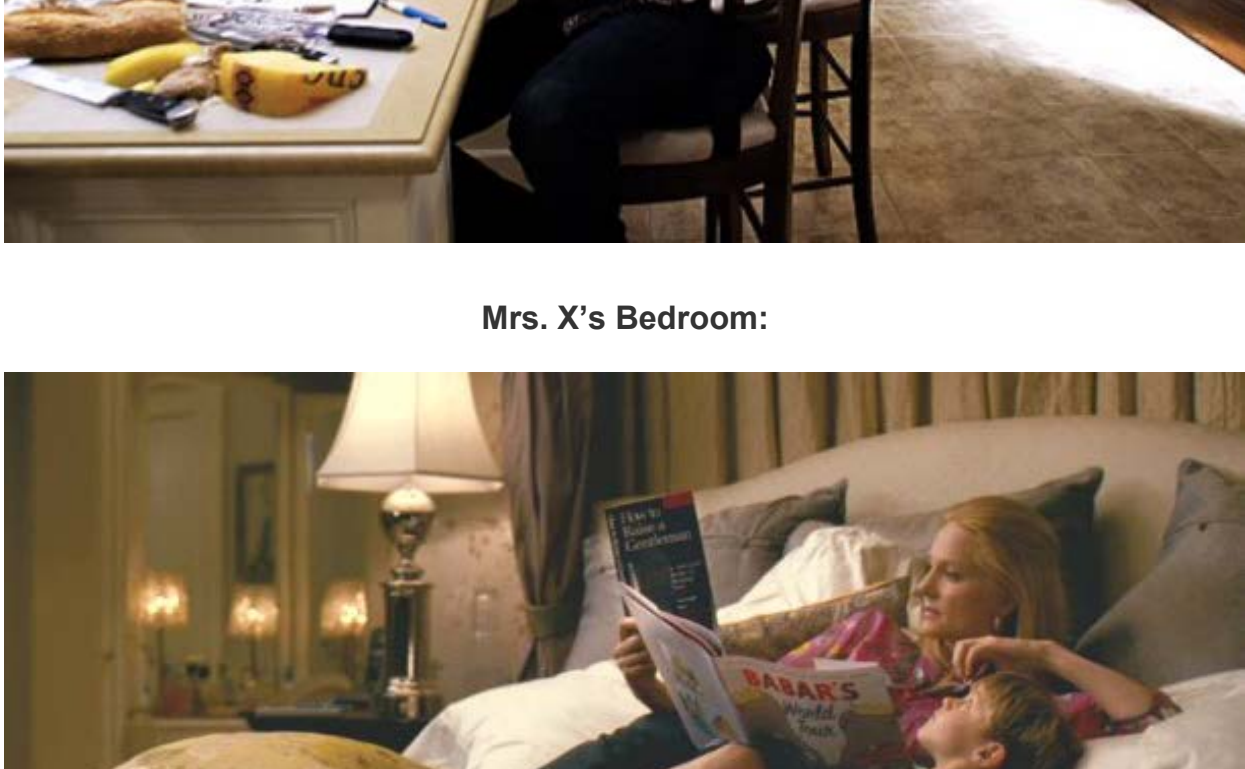 Mrs. X’s Bedroom:
How to
Raise a
Gentleman
BABAR'S
World
Tour